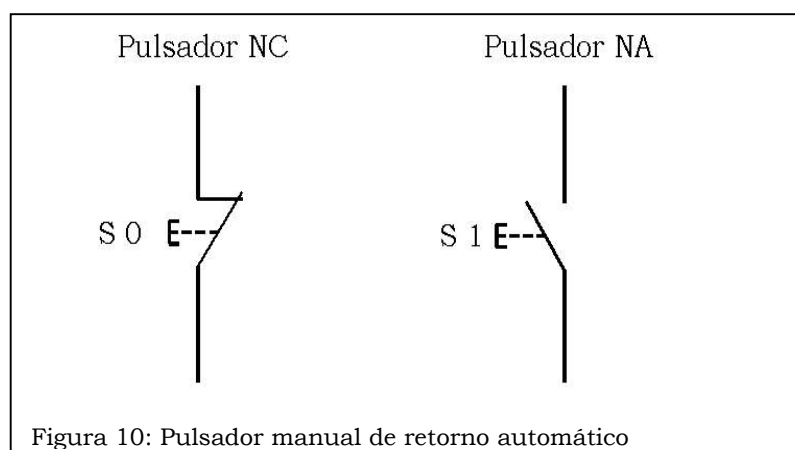 Pulsador NC Pulsador NA
S 0 S 1
Figura 10: Pulsador manual de retorno automático